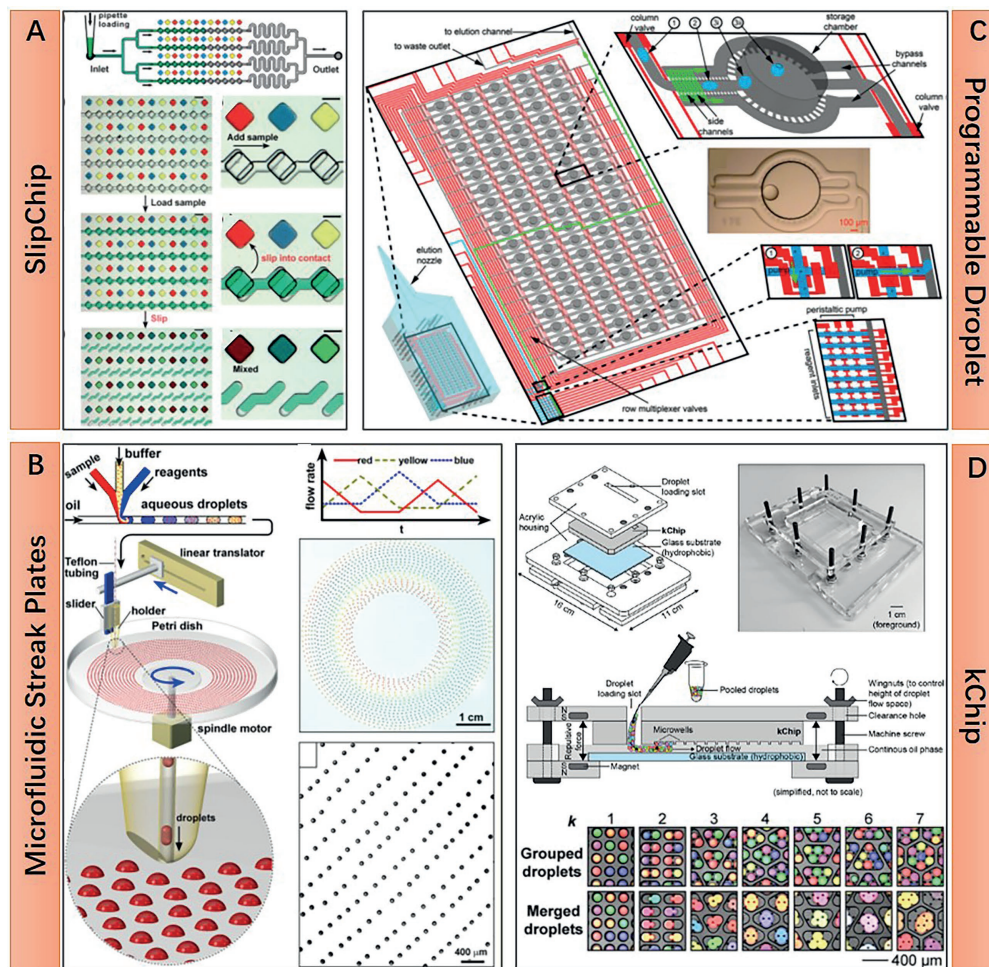 A
SlipChip
pipette
loading
Inlet
Outlet
Add sample
Load sample
slip into contact
Slip
Mixed
C
Programmable Droplet
to elution channel
to waste outlet
column
valve
1
2
3i
storage
chamber
bypass
channels
column
valve
side
channels
100 μm
elution
nozzle
1
2
pump
pump
peristaltic pump
reagent inlets
row multiplexer valves
B
Microfluidic Streak Plates
sample
buffer
reagents
oil
aqueous droplets
Teflon
tubing
linear translator
slider
holder
Petri dish
spindle motor
droplets
red
yellow
blue
flow rate
t
1 cm
400 μm
D
kChip
Droplet
loading slot
Acrylic
housing
kChip
Glass substrate
(hydrophobic)
16 cm
11 cm
1 cm
(foreground)
Droplet
loading slot
Pooled droplets
Wingnuts (to control
height of droplet
flow space)
Clearance hole
Machine screw
Continous oil phase
Repulsive
force
N
S
S
N
Microwells
kChip
Droplet flow
Glass substrate (hydrophobic)
Magnet
(simplified, not to scale)
k
1 2 3 4 5 6 7
Grouped
droplets
Merged
droplets
400 μm